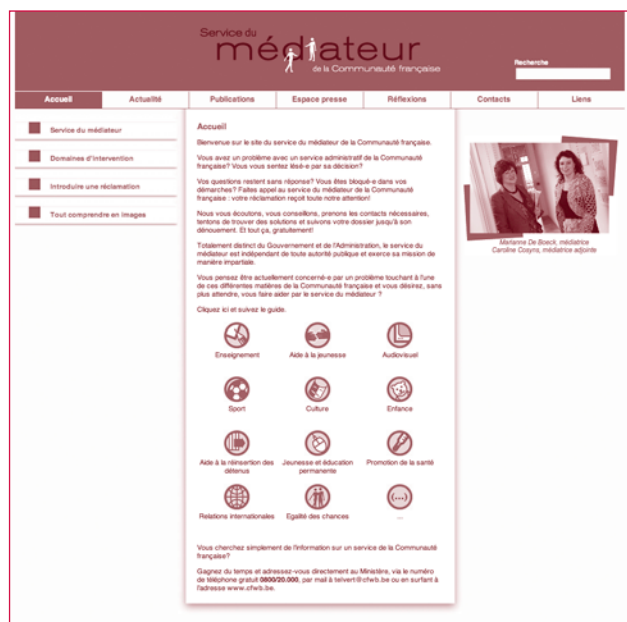 Service du
médiateur
de la Communauté française
Recherche
Accueil Actualité Publications Espace presse Réflexions Contacts Liens
Service du médiateur
Domaines d'intervention
Introduire une réclamation
Tout comprendre en images
Accueil
Bienvenue sur le site du service du médiateur de la Communauté française.
Vous avez un problème avec un service administratif de la Communauté
française? Vous vous sentez lésé-e par sa décision?
Vos questions restent sans réponse? Vous êtes bloqué-e dans vos
démarches? Faites appel au service du médiateur de la Communauté
française : votre réclamation reçoit toute notre attention!
Nous vous écoutons, vous conseillons, prenons les contacts nécessaires,
tentons de trouver des solutions et suivons votre dossier jusqu'à son
dénouement. Et tout ça, gratuitement!
Totalement distinct du Gouvernement et de l'Administration, le service du
médiateur est indépendant de toute autorité publique et exerce sa mission de
manière impartiale.
Vous pensez être actuellement concerné-e par un problème touchant à l'une
de ces différentes matières de la Communauté française et vous désirez, sans
plus attendre, vous faire aider par le service du médiateur ?
Cliquez ici et suivez le guide.
Enseignement Aide à la jeunesse Audiovisuel
Sport Culture Enfance
Aide à la réinsertion des
détenus
Jeunesse et éducation
permanente
Promotion de la santé
(...)
Relations internationales Egalité des chances ...
Vous cherchez simplement de l'information sur un service de la Communauté
française?
Gagnez du temps et adressez-vous directement au Ministère, via le numéro
de téléphone gratuit 0800/20.000, par mail à telvert@cfwb.be ou en surfant à
l'adresse www.cfwb.be.
Marianne De Boeck, médiatrice
Caroline Cosyns, médiatrice adjointe